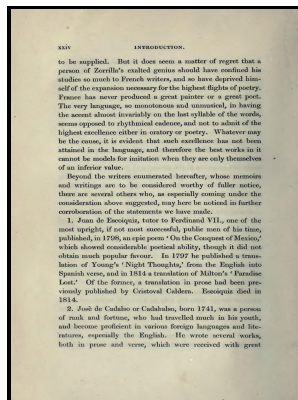 xxiv INTRODUCTION.
to be supplied. But it does seem a matter of regret that a
person of Zorrilla's exalted genius should have confined his
studies so much to French writers, and so have deprived him-
self of the expansion necessary for the highest flights of poetry.
France has never produced a great painter or a great poet.
The very language, so monotonous and unmusical, in having
the accent almost invariably on the last syllable of the words,
seems opposed to rhythmical cadence, and not to admit of the
highest excellence either in oratory or poetry. Whatever may
be the cause, it is evident that such excellence has not been
attained in the language, and therefore the best works in it
cannot be models for imitation when they are only themselves
of an inferior value.
Beyond the writers enumerated hereafter, whose memoirs
and writings are to be considered worthy of fuller notice,
there are several others who, as especially coming under the
consideration above suggested, may here be noticed in further
corroboration of the statements we have made.
1. Juan de Escoiquiz, tutor to Ferdinand VII., one of the
most upright, if not most successful, public men of his time,
published, in 1798, an epic poem 'On the Conquest of Mexico,'
which showed considerable poetical ability, though it did not
obtain much popular favour. In 1797 he published a trans-
lation of Young's 'Night Thoughts,' from the English into
Spanish verse, and in 1814 a translation of Milton's 'Paradise
Lost.' Of the former, a translation in prose had been pre-
viously published by Cristoval Caldera. Escoiquiz died in
1814.
2. José de Cadalso or Cadahalso, born 1741, was a person
of rank and fortune, who had travelled much in his youth,
and become proficient in various foreign languages and lite-
ratures, especially the English. He wrote several works,
both in prose and verse, which were received with great